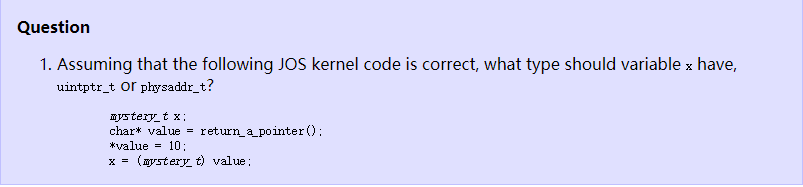 Question
1. Assuming that the following JOS kernel code is correct, what type should variable x have,
uintptr_t or physaddr_t?
mystery_t x;
char* value = return_a_pointer();
*value = 10;
x = (mystery_t) value;